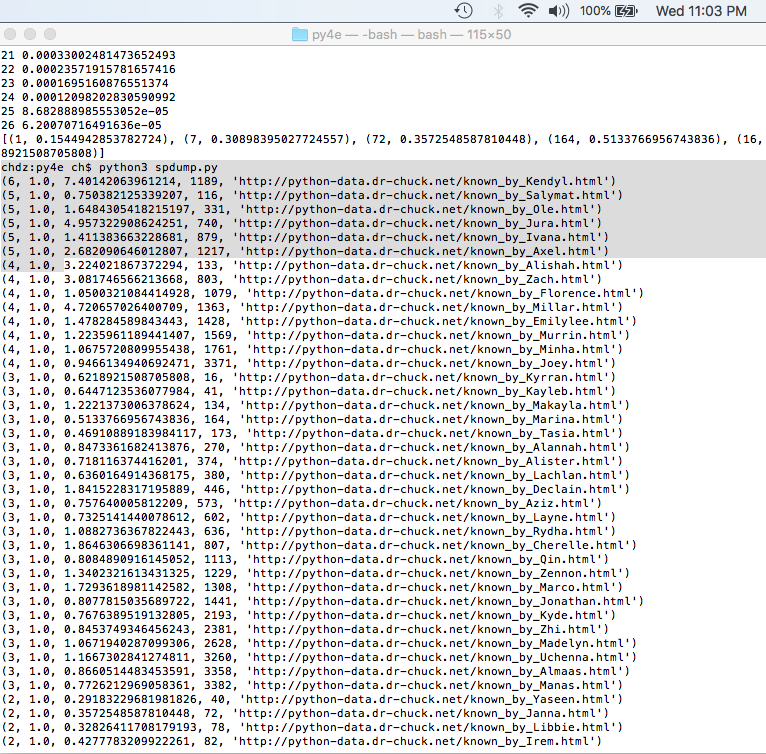 100% Wed 11:03 PM
py4e — -bash — bash — 115×50
21 0.00033002481473652493
22 0.00023571915781657416
23 0.0001695160876551374
24 0.00012098202830590992
25 8.682888985553052e-05
26 6.20070716491636e-05
[(1, 0.1544942853782724), (7, 0.30898395027724557), (72, 0.3572548587810448), (164, 0.5133766956743836), (16,
8921508705808)]
chdz:py4e ch$ python3 spdump.py
(6, 1.0, 7.40142063961214, 1189, 'http://python-data.dr-chuck.net/known_by_Kendyl.html')
(5, 1.0, 0.750382125339207, 116, 'http://python-data.dr-chuck.net/known_by_Salymat.html')
(5, 1.0, 1.6484305418215197, 331, 'http://python-data.dr-chuck.net/known_by_Ole.html')
(5, 1.0, 4.957322908624251, 740, 'http://python-data.dr-chuck.net/known_by_Jura.html')
(5, 1.0, 1.411383663228681, 879, 'http://python-data.dr-chuck.net/known_by_Ivana.html')
(5, 1.0, 2.682090646012807, 1217, 'http://python-data.dr-chuck.net/known_by_Axel.html')
(4, 1.0, 3.224021867372294, 133, 'http://python-data.dr-chuck.net/known_by_Alishah.html')
(4, 1.0, 3.081746566213668, 803, 'http://python-data.dr-chuck.net/known_by_Zach.html')
(4, 1.0, 1.0500321084414928, 1079, 'http://python-data.dr-chuck.net/known_by_Florence.html')
(4, 1.0, 4.720657026400709, 1363, 'http://python-data.dr-chuck.net/known_by_Millar.html')
(4, 1.0, 1.478284589843443, 1428, 'http://python-data.dr-chuck.net/known_by_Emilylee.html')
(4, 1.0, 1.2235961189441407, 1569, 'http://python-data.dr-chuck.net/known_by_Murrin.html')
(4, 1.0, 1.0675720809955438, 1761, 'http://python-data.dr-chuck.net/known_by_Minha.html')
(4, 1.0, 0.9466134940692471, 3371, 'http://python-data.dr-chuck.net/known_by_Joey.html')
(3, 1.0, 0.6218921508705808, 16, 'http://python-data.dr-chuck.net/known_by_Kyrran.html')
(3, 1.0, 0.6447123536077984, 41, 'http://python-data.dr-chuck.net/known_by_Kayleb.html')
(3, 1.0, 1.2221373006378624, 134, 'http://python-data.dr-chuck.net/known_by_Makayla.html')
(3, 1.0, 0.5133766956743836, 164, 'http://python-data.dr-chuck.net/known_by_Marina.html')
(3, 1.0, 0.46910889183984117, 173, 'http://python-data.dr-chuck.net/known_by_Tasia.html')
(3, 1.0, 0.8473361682413876, 270, 'http://python-data.dr-chuck.net/known_by_Alannah.html')
(3, 1.0, 0.718116374416201, 374, 'http://python-data.dr-chuck.net/known_by_Alister.html')
(3, 1.0, 0.6360164914368175, 380, 'http://python-data.dr-chuck.net/known_by_Lachlan.html')
(3, 1.0, 1.8415228317195889, 446, 'http://python-data.dr-chuck.net/known_by_Declain.html')
(3, 1.0, 0.757640005812209, 573, 'http://python-data.dr-chuck.net/known_by_Aziz.html')
(3, 1.0, 0.7325141440078612, 602, 'http://python-data.dr-chuck.net/known_by_Layne.html')
(3, 1.0, 1.0882736367822443, 636, 'http://python-data.dr-chuck.net/known_by_Rydha.html')
(3, 1.0, 1.8646306698361141, 807, 'http://python-data.dr-chuck.net/known_by_Cherelle.html')
(3, 1.0, 0.8084890916145052, 1113, 'http://python-data.dr-chuck.net/known_by_Qin.html')
(3, 1.0, 1.3402321613431325, 1229, 'http://python-data.dr-chuck.net/known_by_Zennon.html')
(3, 1.0, 1.7293618981142582, 1308, 'http://python-data.dr-chuck.net/known_by_Marco.html')
(3, 1.0, 0.8077815035689722, 1441, 'http://python-data.dr-chuck.net/known_by_Jonathan.html')
(3, 1.0, 0.7676389519132805, 2193, 'http://python-data.dr-chuck.net/known_by_Kyde.html')
(3, 1.0, 0.8453749346456243, 2381, 'http://python-data.dr-chuck.net/known_by_Zhi.html')
(3, 1.0, 1.0671940287099306, 2628, 'http://python-data.dr-chuck.net/known_by_Madelyn.html')
(3, 1.0, 1.1667302841274811, 3260, 'http://python-data.dr-chuck.net/known_by_Uchenna.html')
(3, 1.0, 0.8660514483453591, 3358, 'http://python-data.dr-chuck.net/known_by_Almaas.html')
(3, 1.0, 0.7726212969058361, 3382, 'http://python-data.dr-chuck.net/known_by_Manas.html')
(2, 1.0, 0.29183229681981826, 40, 'http://python-data.dr-chuck.net/known_by_Yaseen.html')
(2, 1.0, 0.3572548587810448, 72, 'http://python-data.dr-chuck.net/known_by_Janna.html')
(2, 1.0, 0.32826411708179193, 78, 'http://python-data.dr-chuck.net/known_by_Libbie.html')
(2, 1.0, 0.4277783209922261, 82, 'http://python-data.dr-chuck.net/known_by_Irem.html')